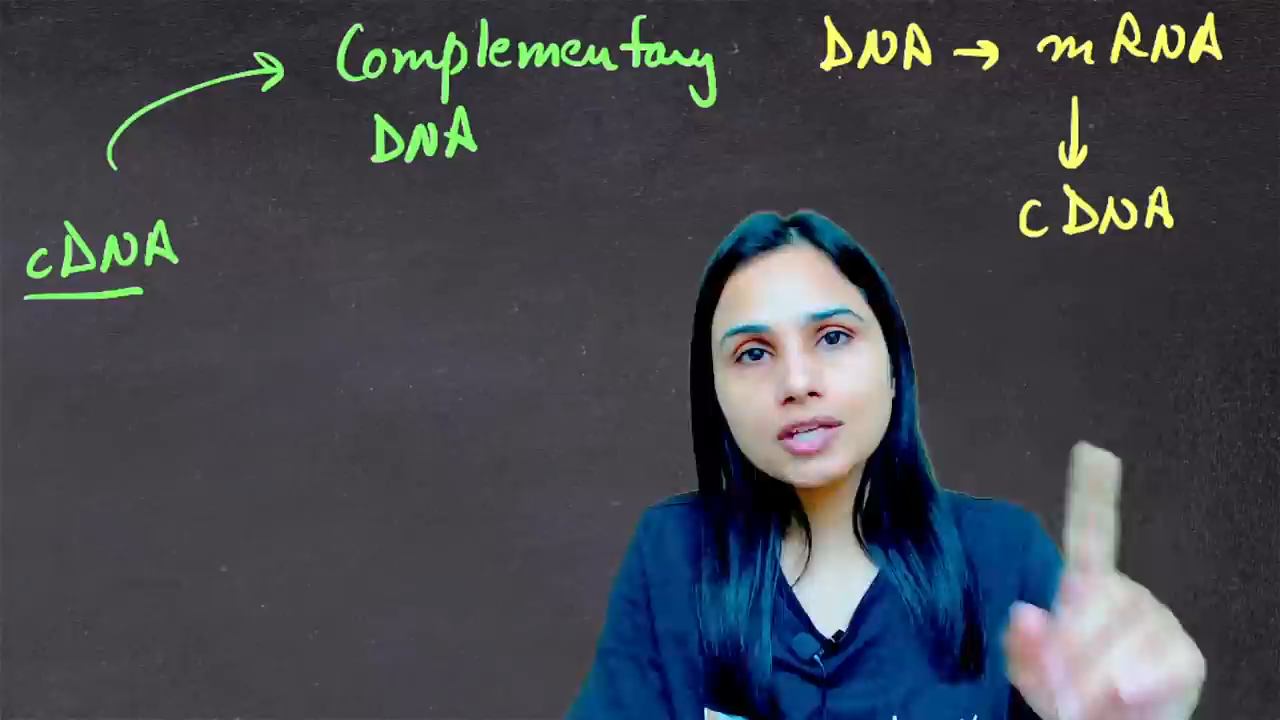 Complementary
DNA
cDNA
DNA → mRNA
↓
cDNA